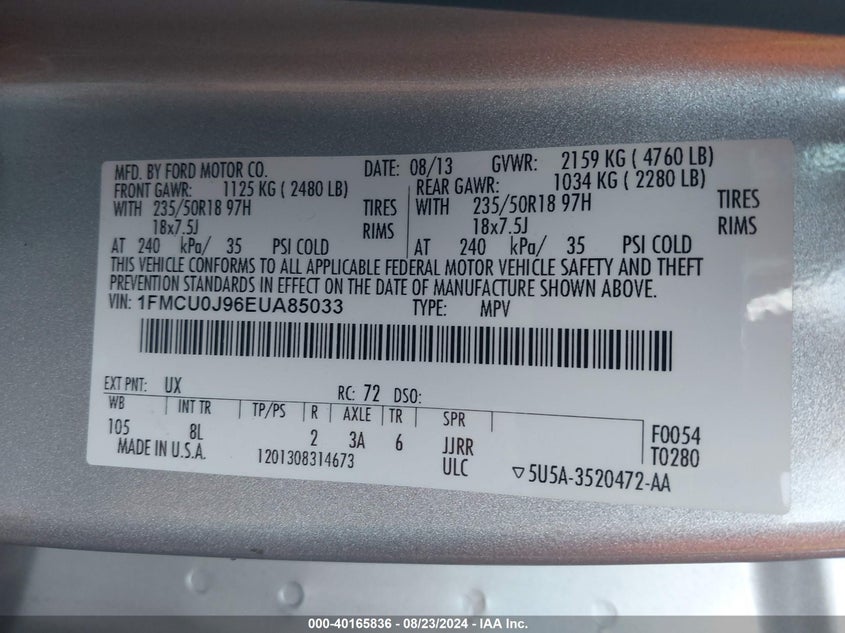 MFD. BY FORD MOTOR CO. DATE: 08/13 GVWR: 2159 KG ( 4760 LB)
FRONT GAWR: 1125 KG ( 2480 LB) REAR GAWR: 1034 KG ( 2280 LB)
WITH 235/50R18 97H TIRES WITH 235/50R18 97H TIRES
18x7.5J RIMS 18x7.5J RIMS
AT 240 kPa/ 35 PSI COLD AT 240 kPa/ 35 PSI COLD
THIS VEHICLE CONFORMS TO ALL APPLICABLE FEDERAL MOTOR VEHICLE SAFETY AND THEFT
PREVENTION STANDARDS IN EFFECT ON THE DATE OF MANUFACTURE SHOWN ABOVE.
VIN: 1FMCU0J96EUA85033 TYPE: MPV
EXT PNT: UX RC: 72 DSO:
WB INT TR TP/PS R AXLE TR SPR
105 8L 2 3A 6 JJRR F0054
MADE IN U.S.A. 1201308314673 ULC T0280
▽5U5A-3520472-AA
000-40165836 - 08/23/2024 - IAA Inc.